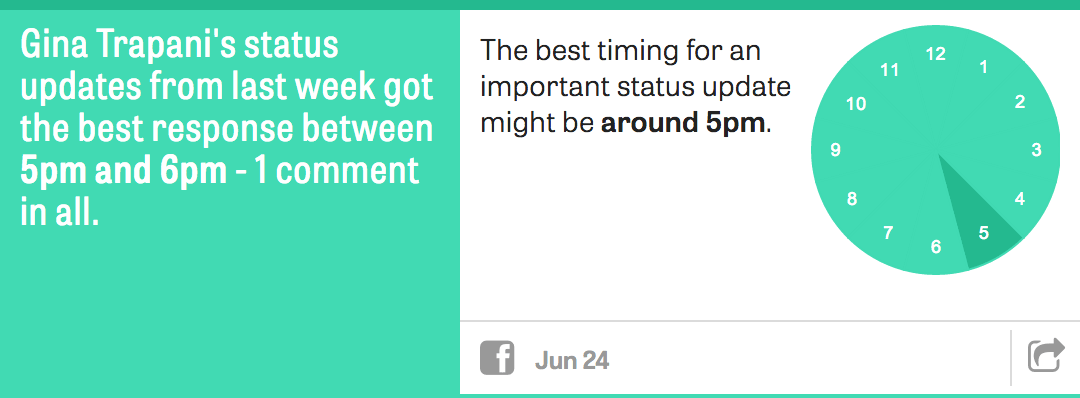 Gina Trapani's status
updates from last week got
the best response between
5pm and 6pm - 1 comment
in all.
The best timing for an
important status update
might be around 5pm.
12
1
2
3
4
5
6
7
8
9
10
11
f
Jun 24